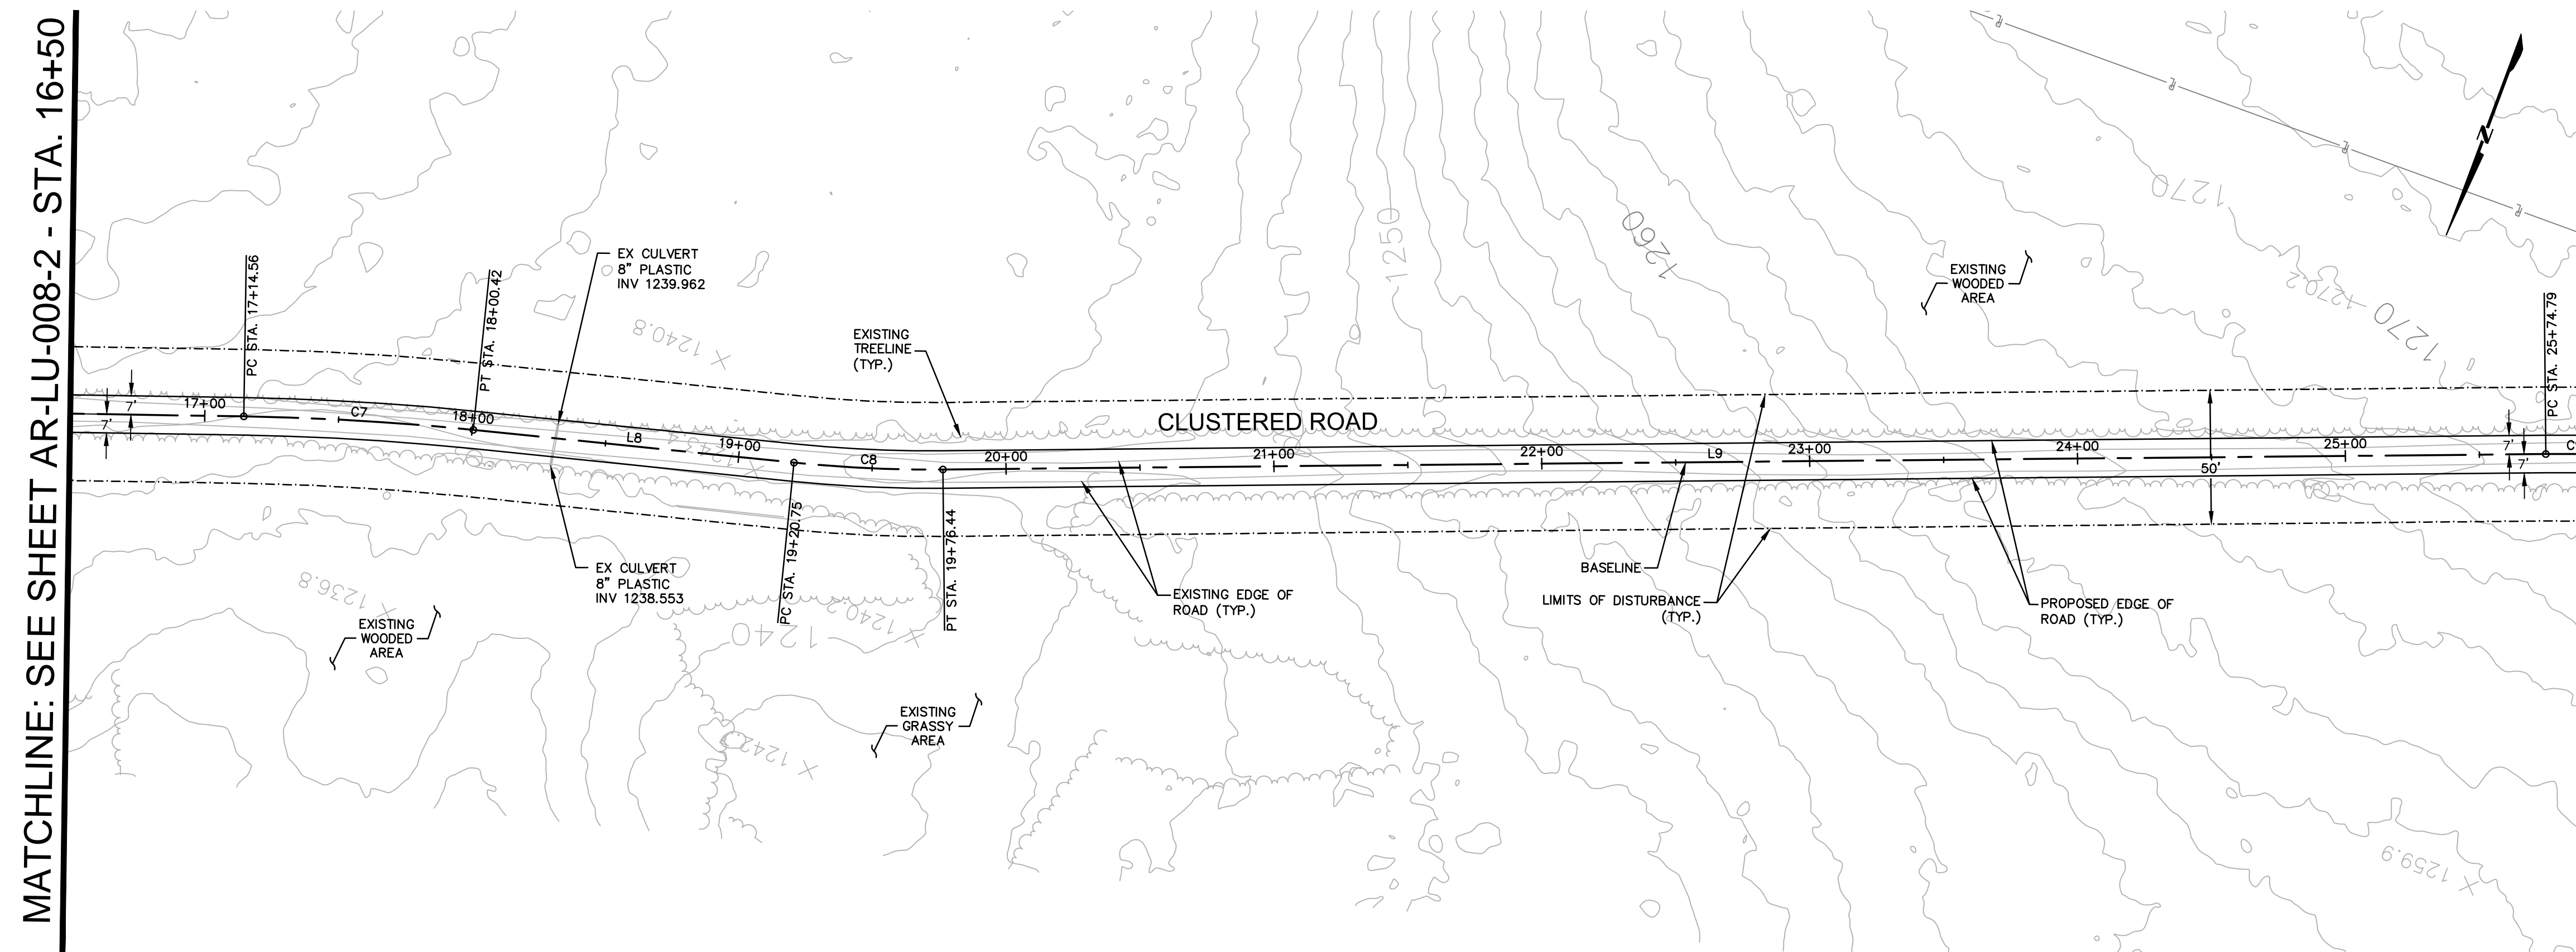 MATCHLINE: SEE SHEET AR-LU-008-2 - STA. 16+50
PC STA. 17+14.56
PT STA. 18+00.42
EX CULVERT
8" PLASTIC
INV 1239.962
X 1240.8
EXISTING
TREELINE
(TYP.)
CLUSTERED ROAD
1250
1260
1270
EXISTING
WOODED
AREA
1270.2
1270
N
PC STA. 25+74.79
7'
7'
17+00
C7
18+00
L8
19+00
C8
20+00
21+00
22+00
L9
23+00
24+00
25+00
50'
7'
7'
EX CULVERT
8" PLASTIC
INV 1238.553
PC STA. 19+20.75
PT STA. 19+76.44
X 1236.8
EXISTING
WOODED
AREA
1240
X 1240.2
X 1242
EXISTING
GRASSY
AREA
EXISTING EDGE OF
ROAD (TYP.)
BASELINE
LIMITS OF DISTURBANCE
(TYP.)
PROPOSED EDGE OF
ROAD (TYP.)
X 1259.9